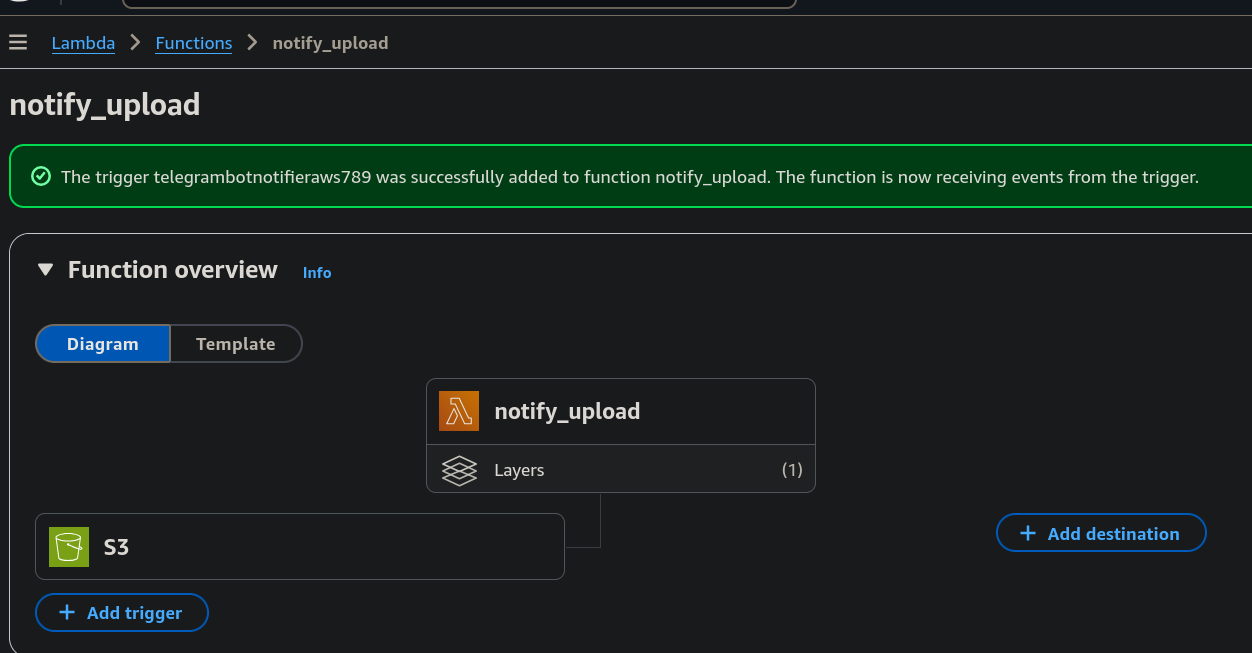 Lambda > Functions > notify_upload
notify_upload
The trigger telegrambotnotifieraws789 was successfully added to function notify_upload. The function is now receiving events from the trigger.
Function overview Info
Diagram Template
notify_upload
Layers (1)
S3
+ Add destination
+ Add trigger